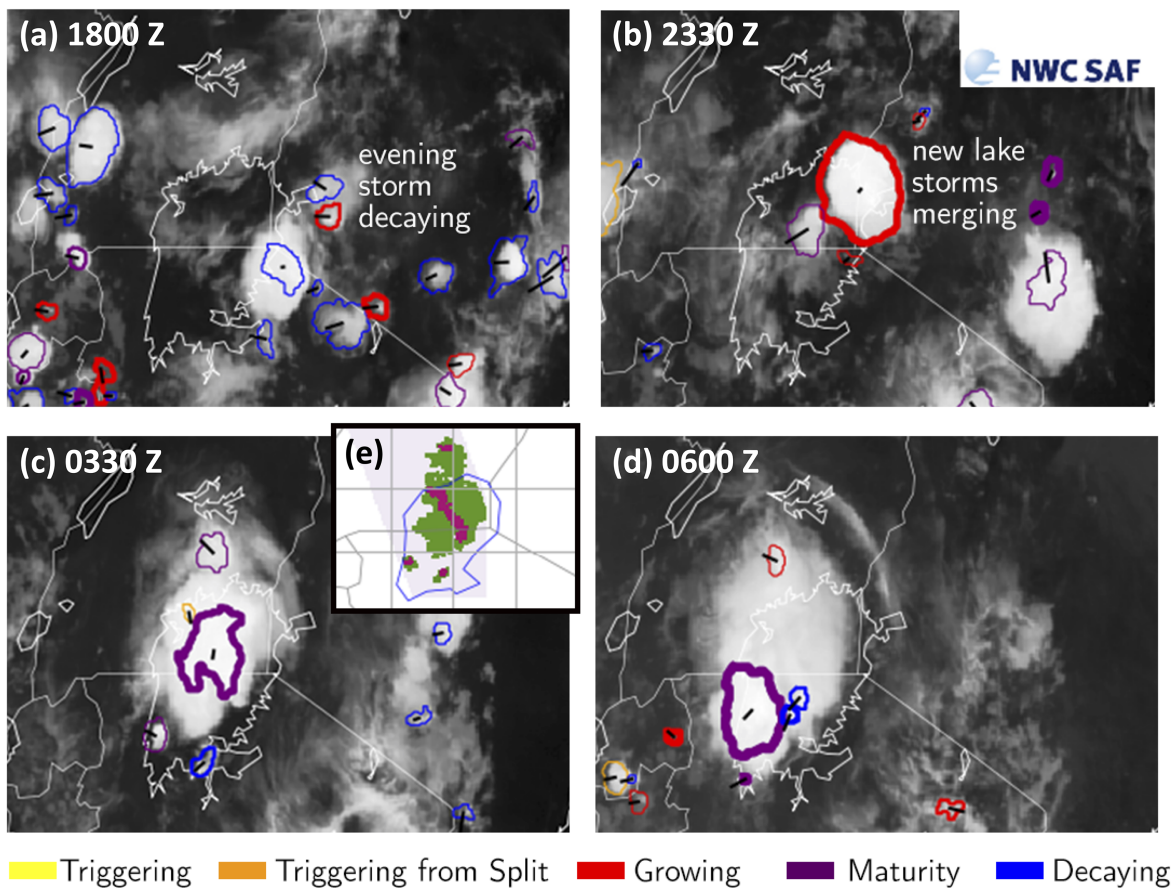 (a) 1800 Z
evening
storm
decaying
(b) 2330 Z
NWC SAF
new lake
storms
merging
(c) 0330 Z
(e)
(d) 0600 Z
Triggering
Triggering from Split
Growing
Maturity
Decaying